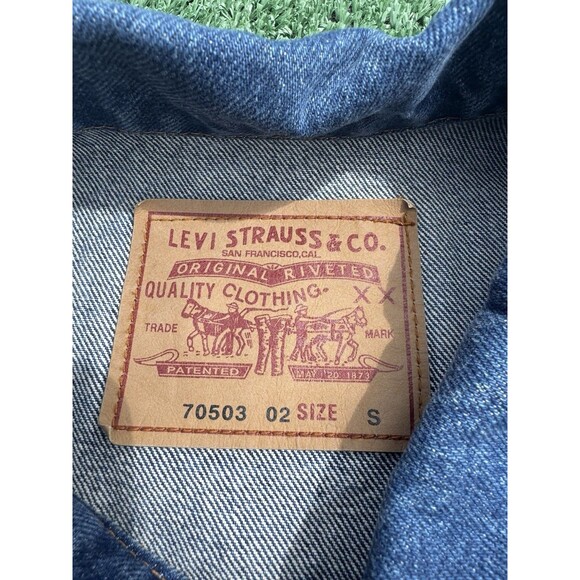 LEVI STRAUSS & CO.
SAN FRANCISCO, CAL.
ORIGINAL RIVETED
QUALITY CLOTHING- XX
TRADE MARK
PATENTED MAY 20 1873
70503 02 SIZE S